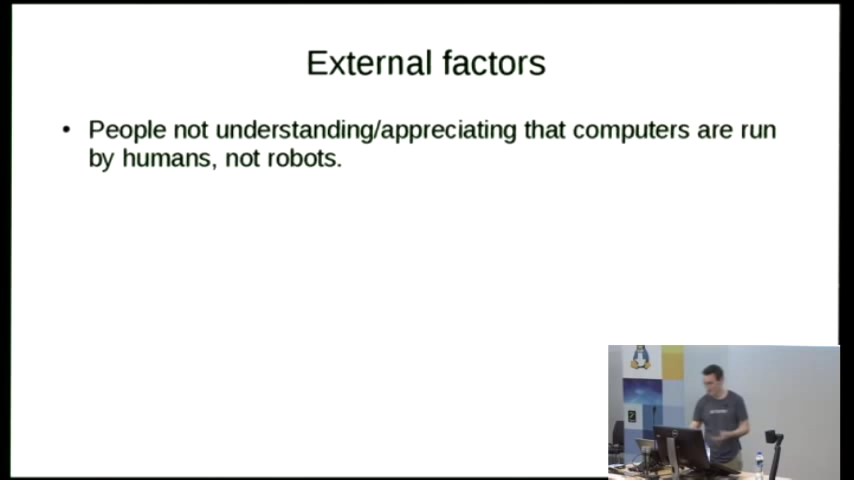 External factors
• People not understanding/appreciating that computers are run
by humans, not robots.